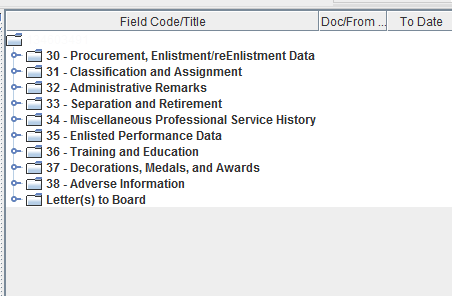 Field Code/Title Doc/From ... To Date
30 - Procurement, Enlistment/reEnlistment Data
31 - Classification and Assignment
32 - Administrative Remarks
33 - Separation and Retirement
34 - Miscellaneous Professional Service History
35 - Enlisted Performance Data
36 - Training and Education
37 - Decorations, Medals, and Awards
38 - Adverse Information
Letter(s) to Board